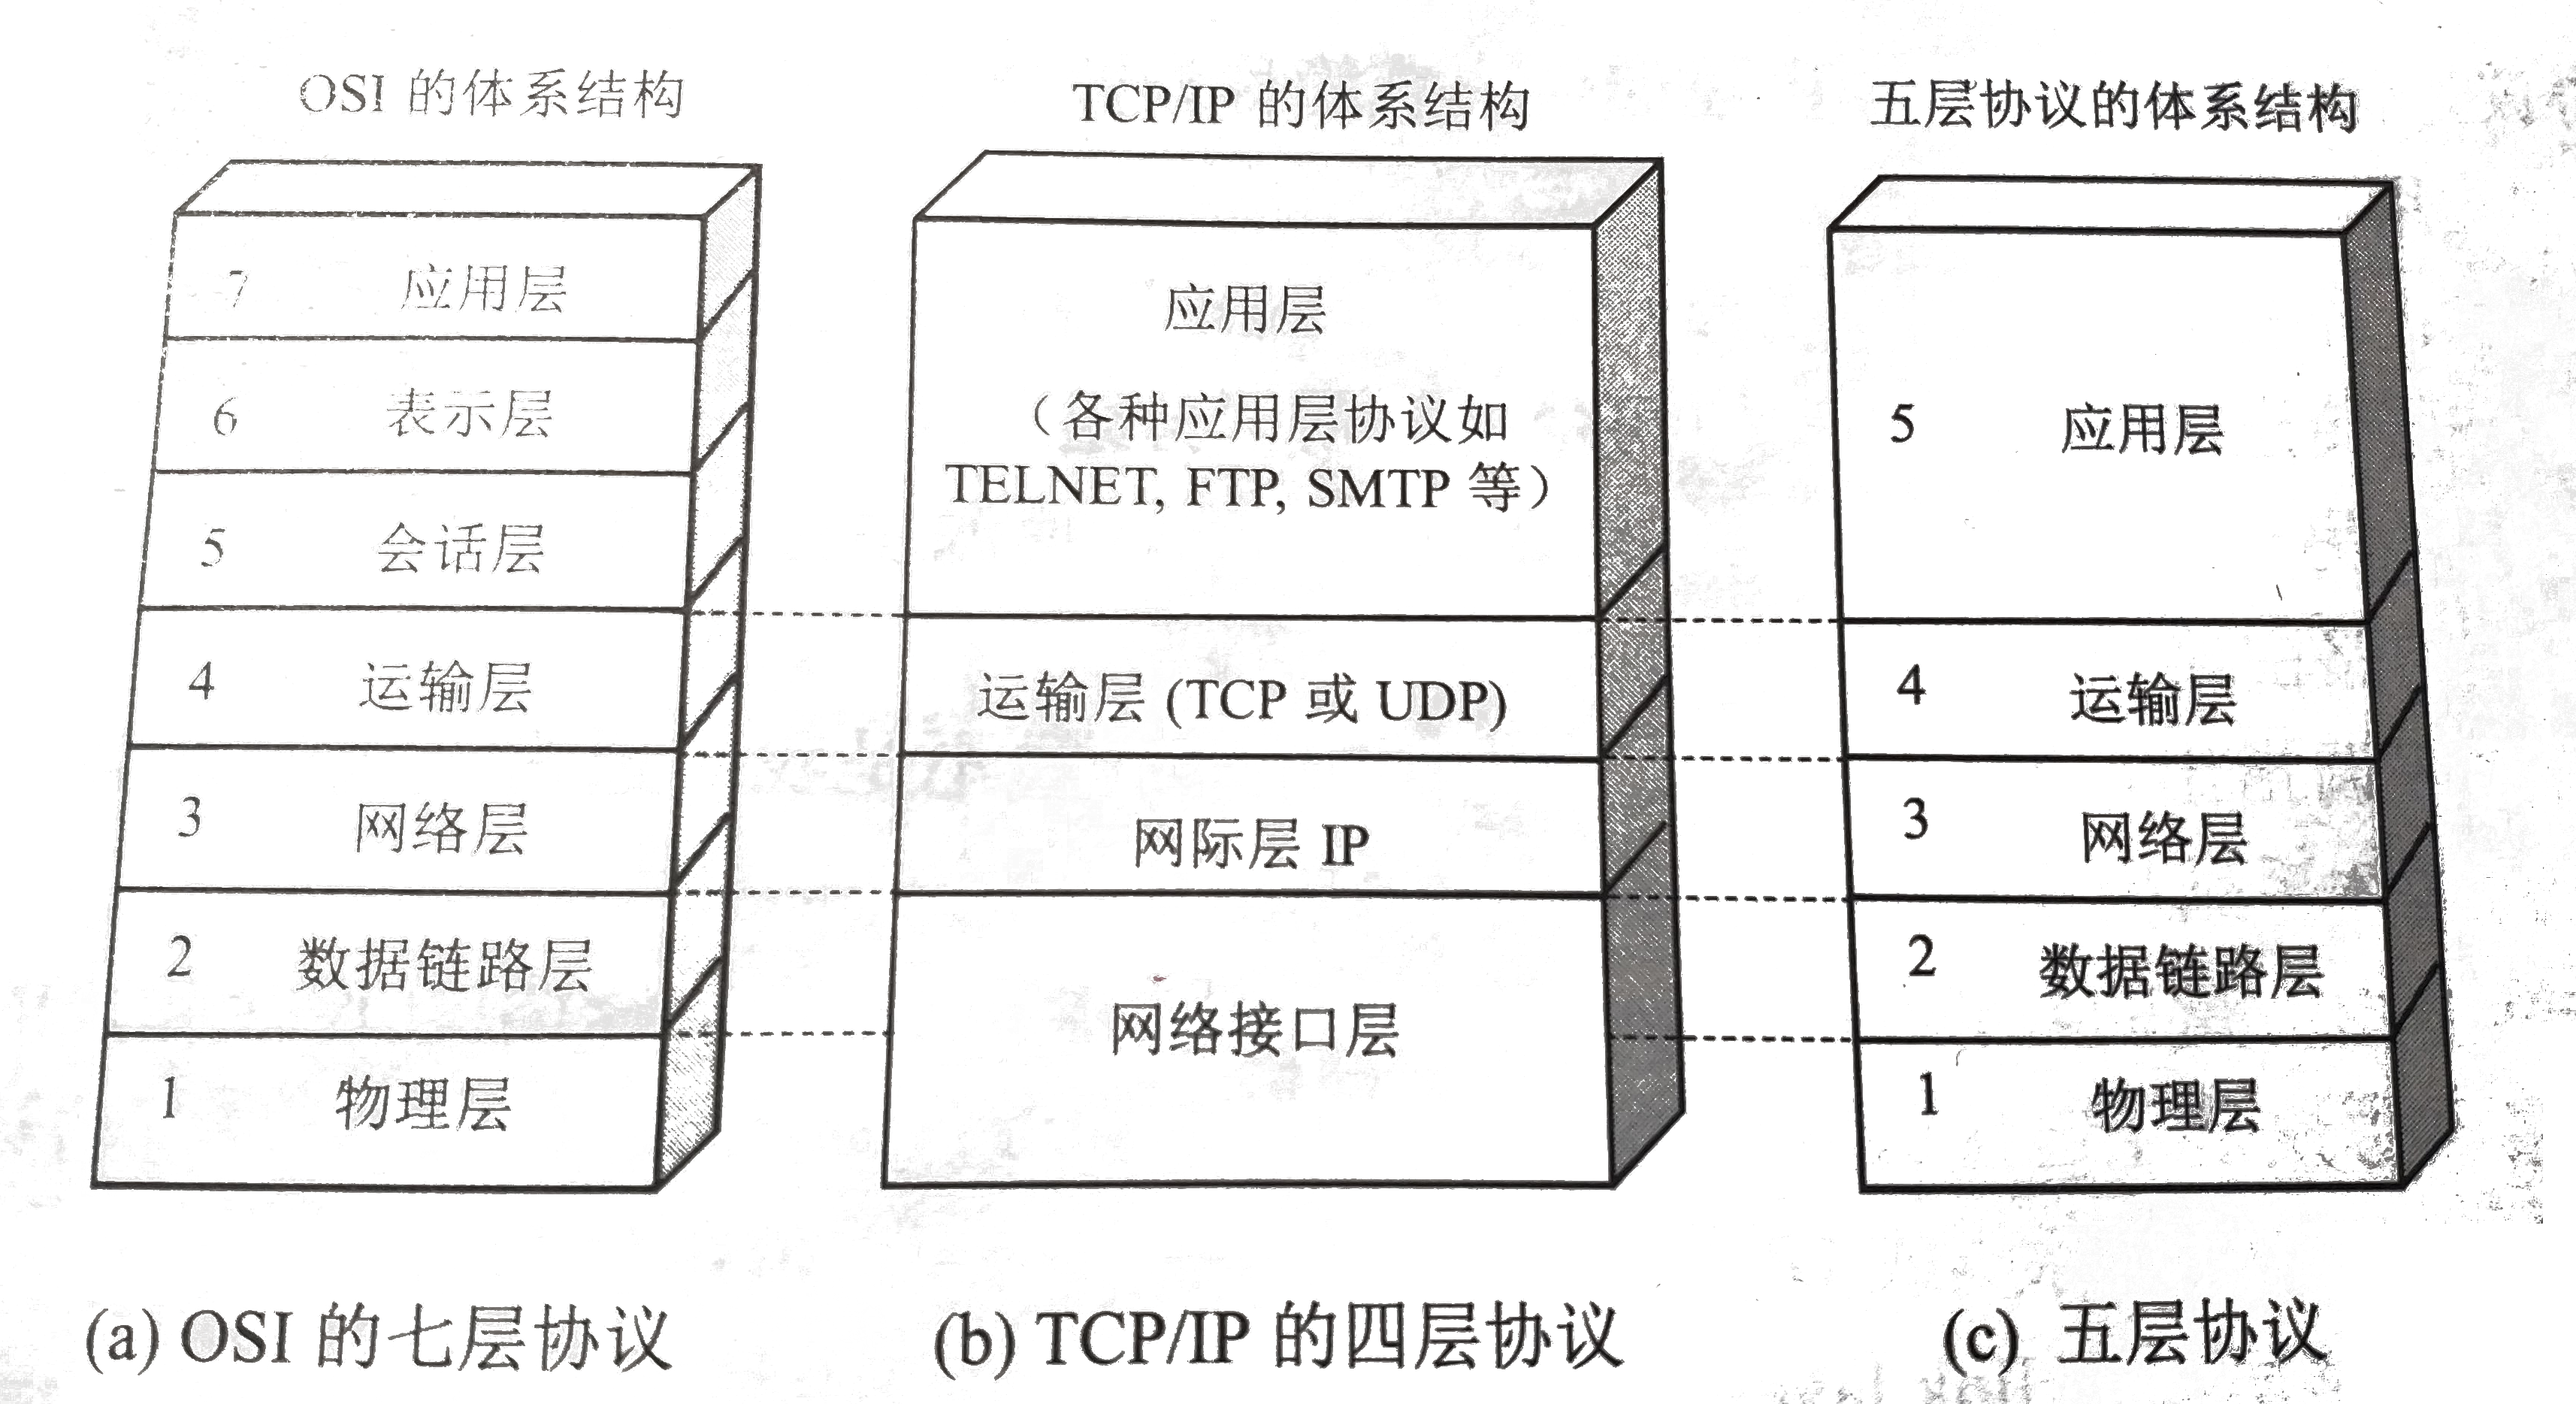 OSI 的体系结构
7 应用层
6 表示层
5 会话层
4 运输层
3 网络层
2 数据链路层
1 物理层
(a) OSI 的七层协议
TCP/IP 的体系结构
应用层
（各种应用层协议如
TELNET, FTP, SMTP 等）
运输层 (TCP 或 UDP)
网际层 IP
网络接口层
(b) TCP/IP 的四层协议
五层协议的体系结构
5 应用层
4 运输层
3 网络层
2 数据链路层
1 物理层
(c) 五层协议